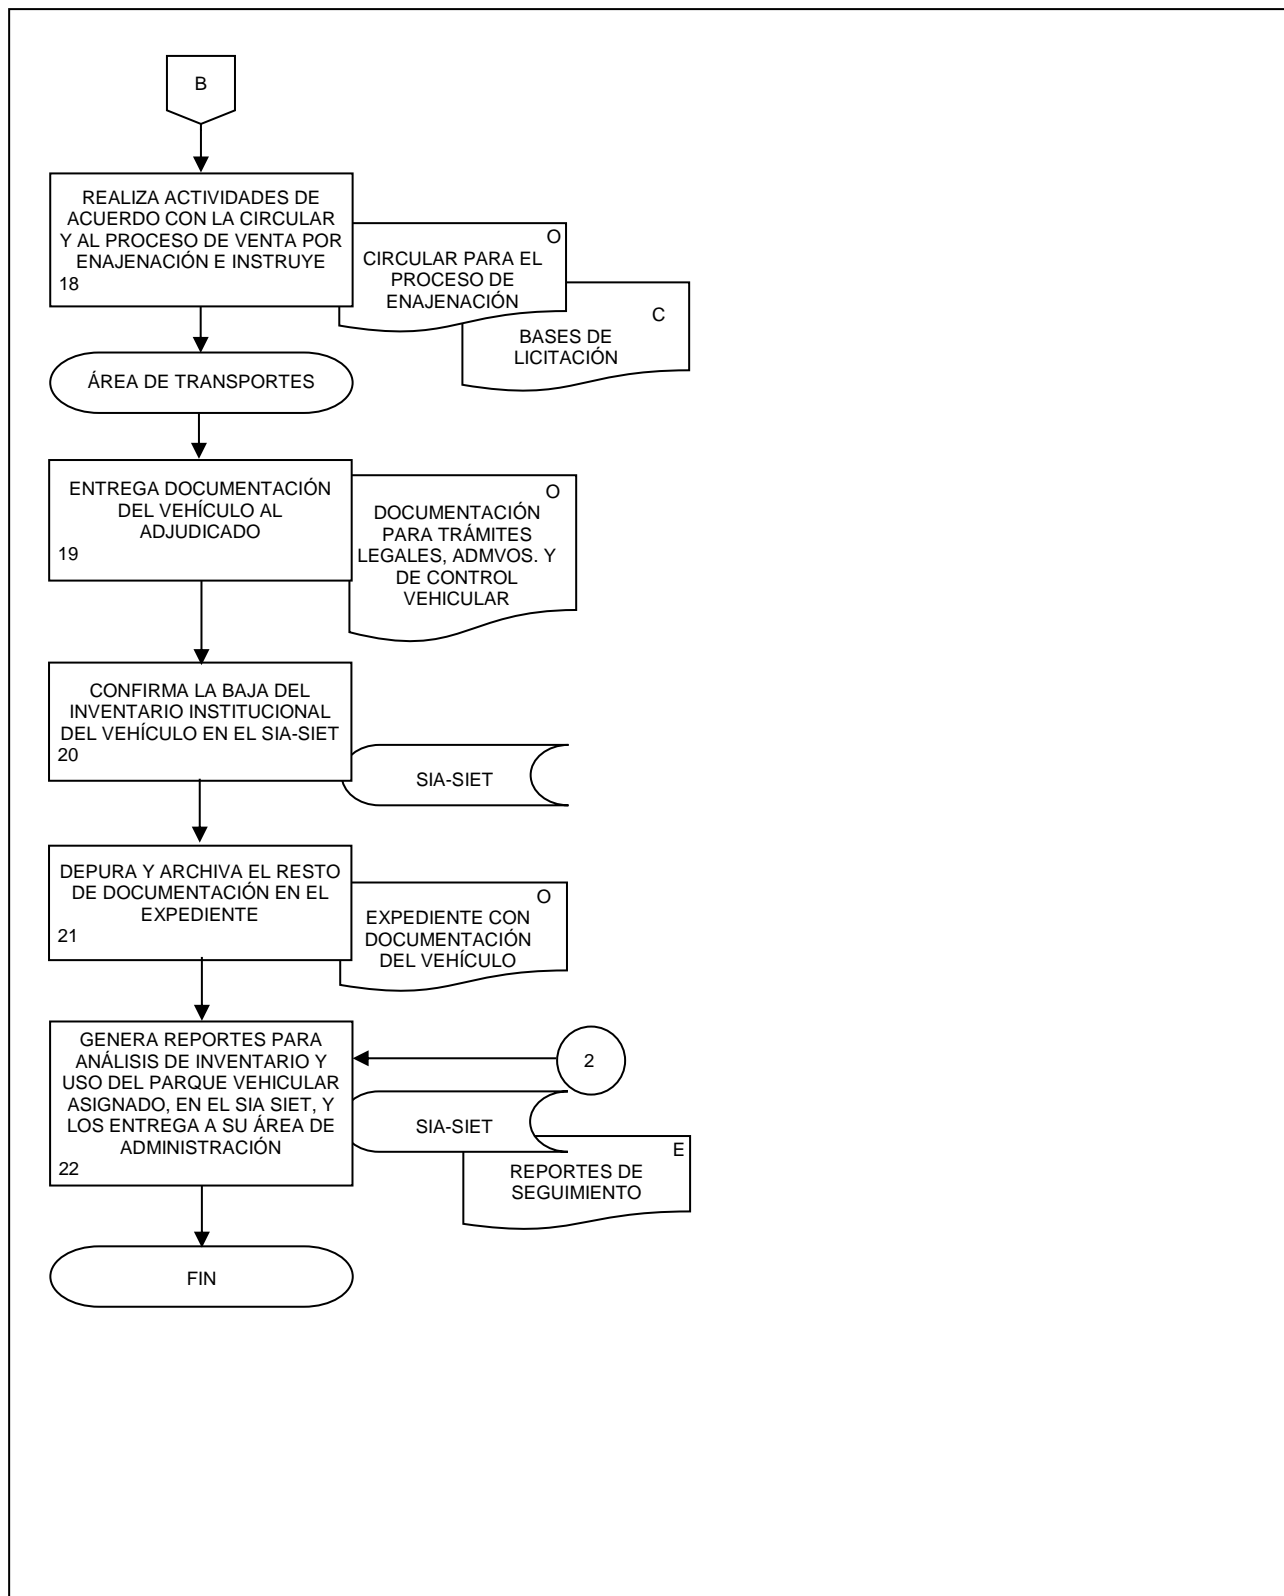 B
REALIZA ACTIVIDADES DE
ACUERDO CON LA CIRCULAR
Y AL PROCESO DE VENTA POR
ENAJENACIÓN E INSTRUYE
18
O
CIRCULAR PARA EL
PROCESO DE
ENAJENACIÓN
C
BASES DE
LICITACIÓN
ÁREA DE TRANSPORTES
ENTREGA DOCUMENTACIÓN
DEL VEHÍCULO AL
ADJUDICADO
19
O
DOCUMENTACIÓN
PARA TRÁMITES
LEGALES, ADMVOS. Y
DE CONTROL
VEHICULAR
CONFIRMA LA BAJA DEL
INVENTARIO INSTITUCIONAL
DEL VEHÍCULO EN EL SIA-SIET
20
SIA-SIET
DEPURA Y ARCHIVA EL RESTO
DE DOCUMENTACIÓN EN EL
EXPEDIENTE
21
O
EXPEDIENTE CON
DOCUMENTACIÓN
DEL VEHÍCULO
GENERA REPORTES PARA
ANÁLISIS DE INVENTARIO Y
USO DEL PARQUE VEHICULAR
ASIGNADO, EN EL SIA SIET, Y
LOS ENTREGA A SU ÁREA DE
ADMINISTRACIÓN
22
2
SIA-SIET
E
REPORTES DE
SEGUIMIENTO
FIN